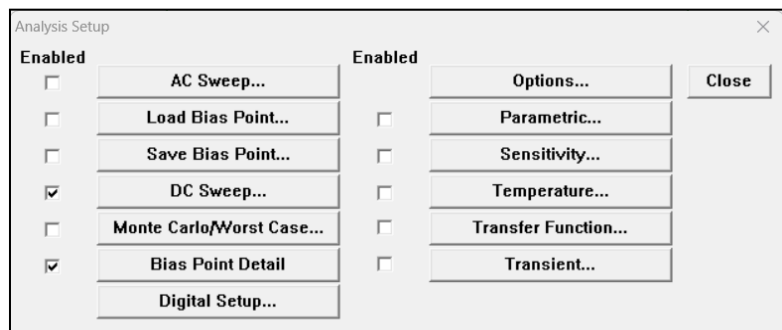 Analysis Setup
Enabled Enabled
AC Sweep... Options... Close
Load Bias Point... Parametric...
Save Bias Point... Sensitivity...
DC Sweep... Temperature...
Monte Carlo/Worst Case... Transfer Function...
Bias Point Detail Transient...
Digital Setup...